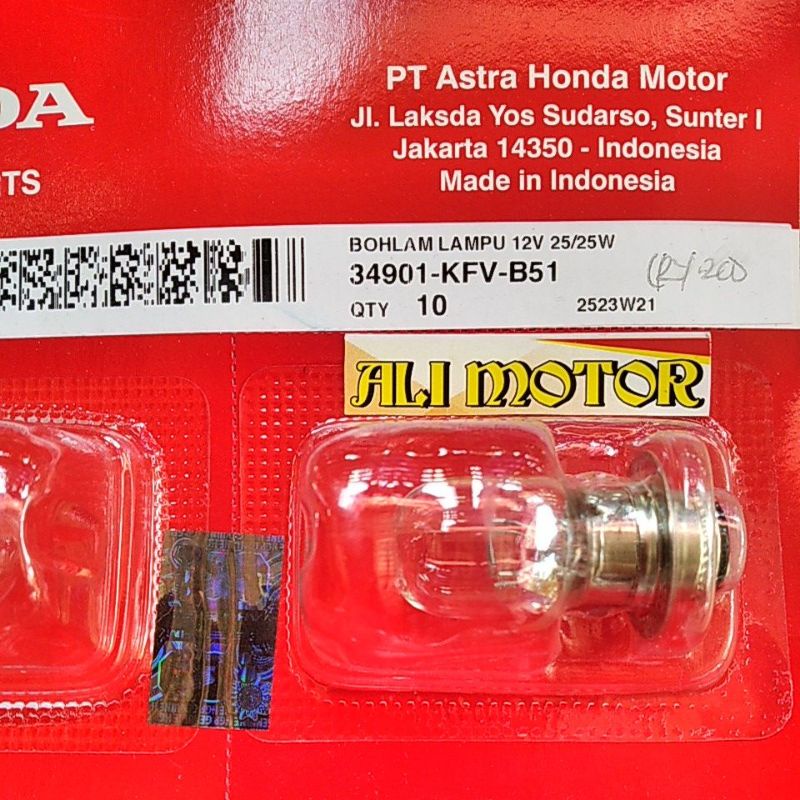 DA
PT Astra Honda Motor
Jl. Laksda Yos Sudarso, Sunter I
Jakarta 14350 - Indonesia
Made in Indonesia
TS
BOHLAM LAMPU 12V 25/25W
34901-KFV-B51
QTY 10
2523W21
ALI MOTOR